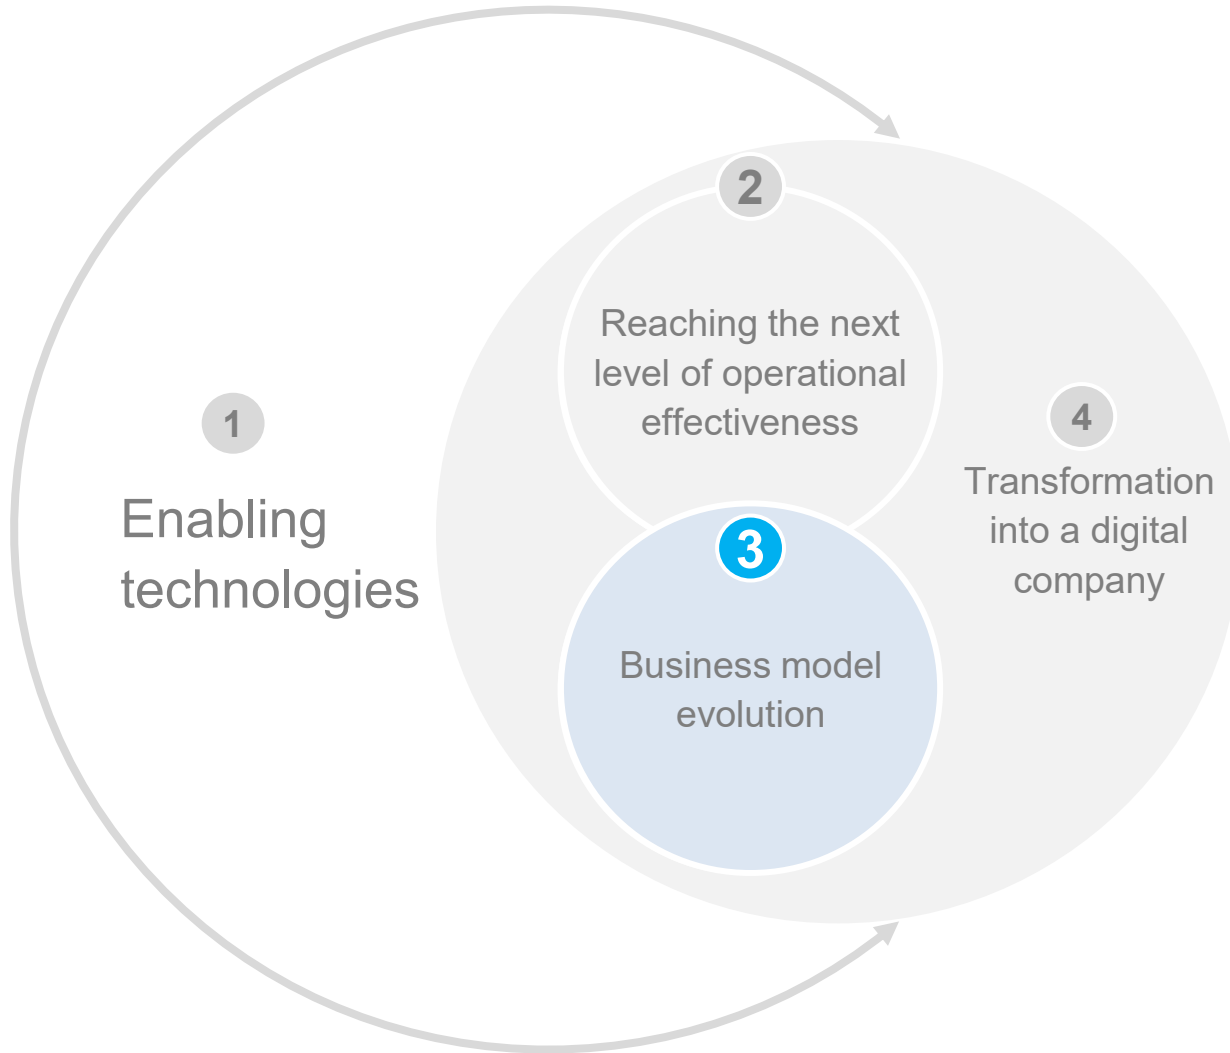 1
Enabling
technologies
2
Reaching the next
level of operational
effectiveness
3
Business model
evolution
4
Transformation
into a digital
company